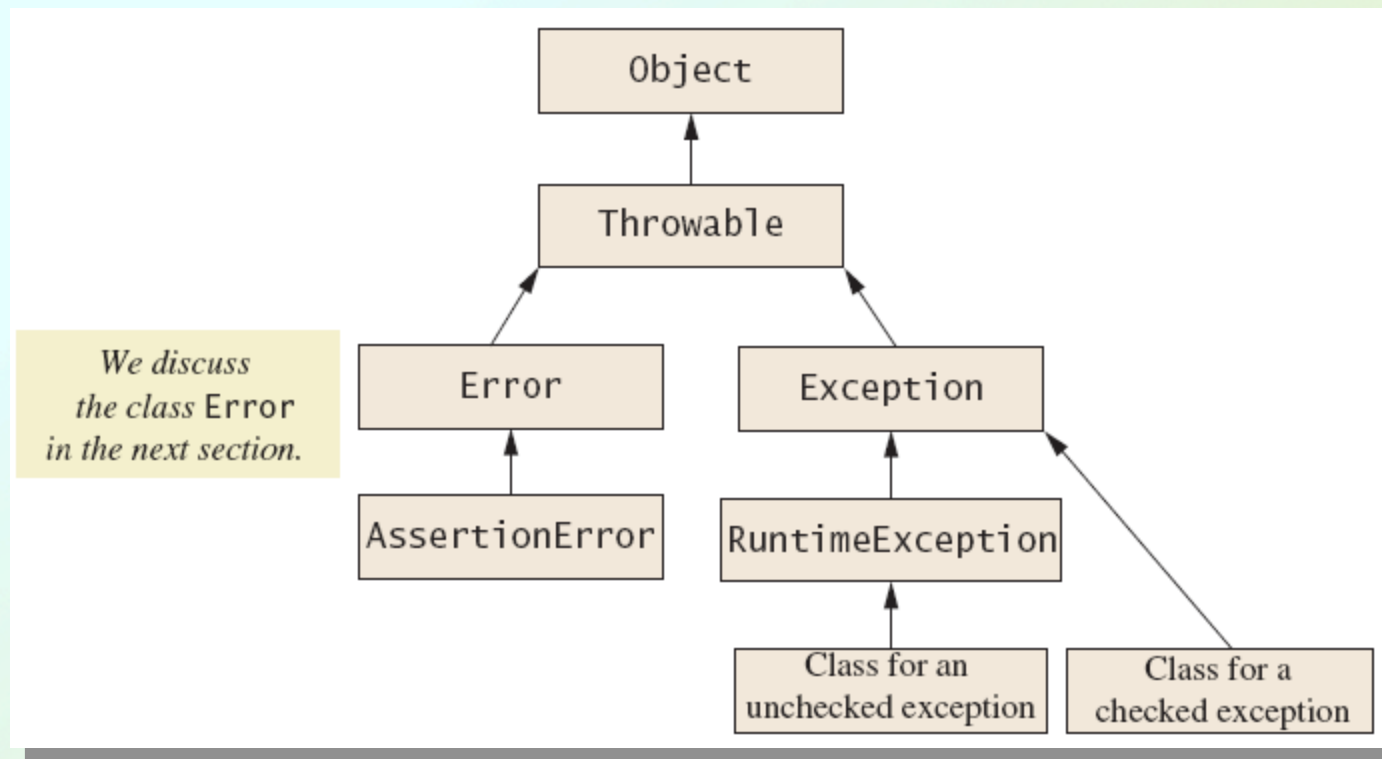 Object
Throwable
We discuss
the class Error
in the next section.
Error
Exception
AssertionError
RuntimeException
Class for an
unchecked exception
Class for a
checked exception